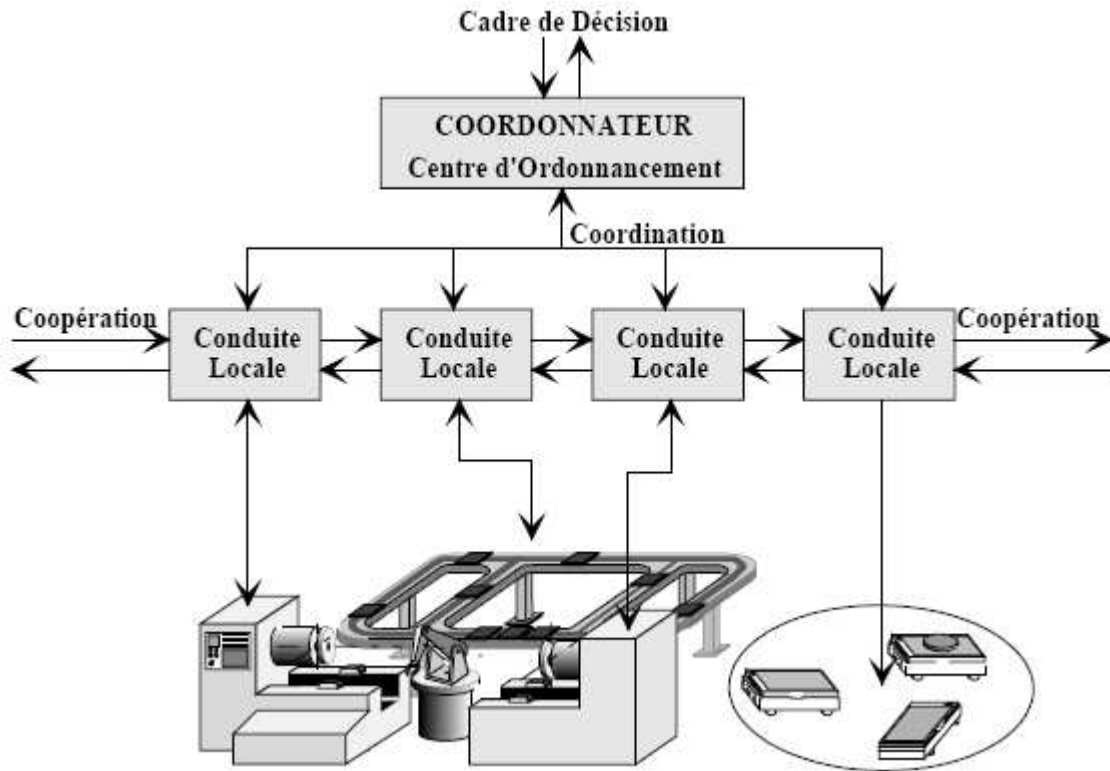 Cadre de Décision
COORDONNATEUR
Centre d'Ordonnancement
Coordination
Coopération
Coopération
Conduite
Locale
Conduite
Locale
Conduite
Locale
Conduite
Locale